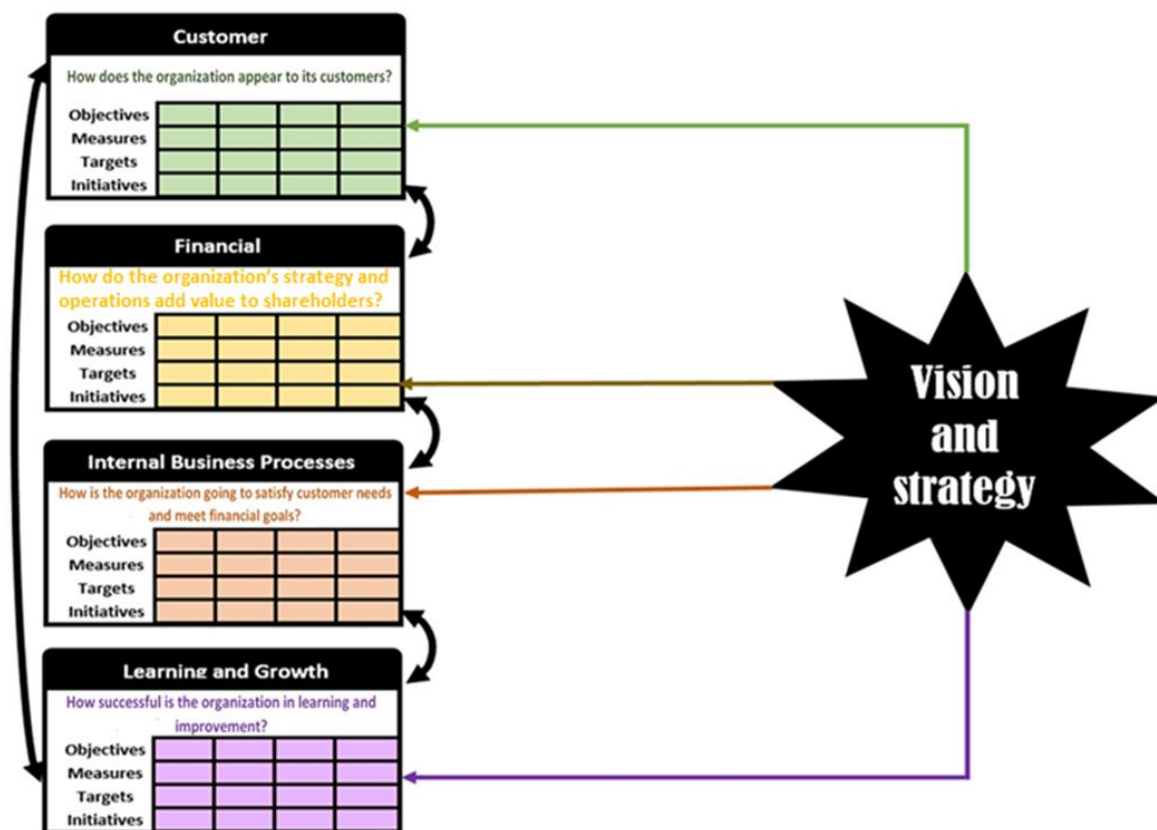 Customer
How does the organization appear to its customers?
Objectives
Measures
Targets
Initiatives
Financial
How do the organization's strategy and
operations add value to shareholders?
Objectives
Measures
Targets
Initiatives
Internal Business Processes
How is the organization going to satisfy customer needs
and meet financial goals?
Objectives
Measures
Targets
Initiatives
Learning and Growth
How successful is the organization in learning and
improvement?
Objectives
Measures
Targets
Initiatives
Vision
and
strategy